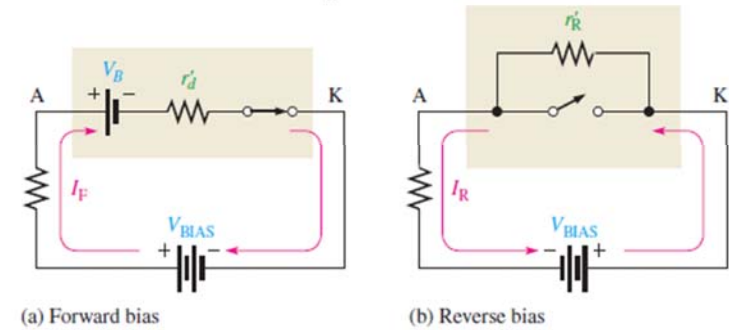 V_B
r'_d
A
+ −
K
I_F
V_BIAS
+ −
(a) Forward bias
r'_R
A
K
I_R
V_BIAS
− +
(b) Reverse bias